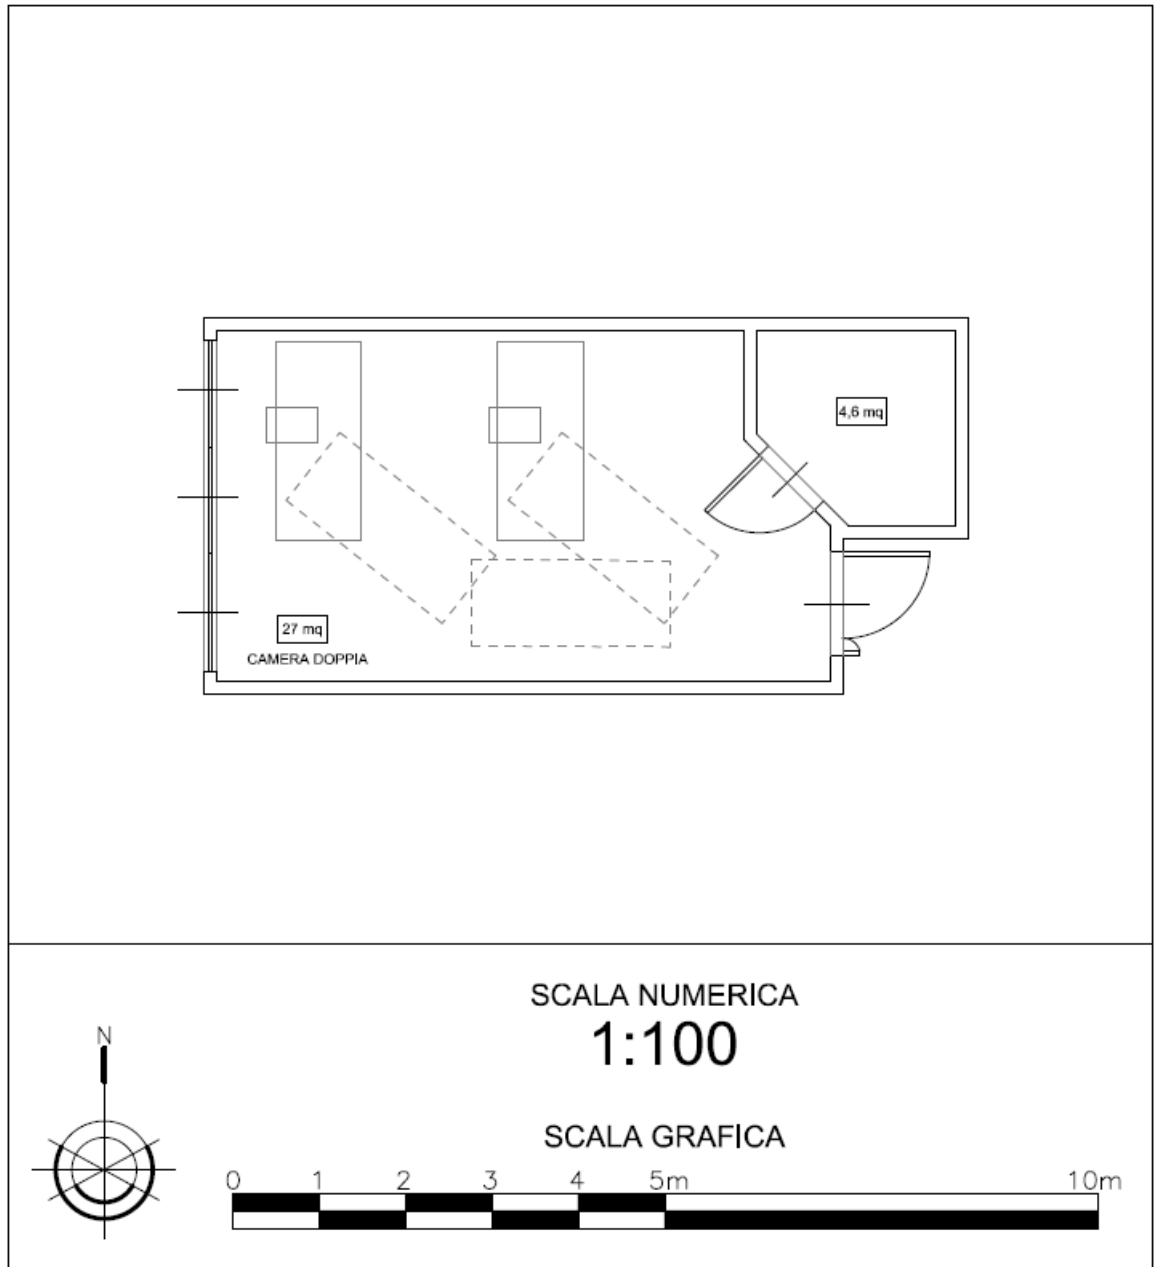 4,6 mq
27 mq
CAMERA DOPPIA
SCALA NUMERICA
1:100
N
SCALA GRAFICA
0 1 2 3 4 5m 10m